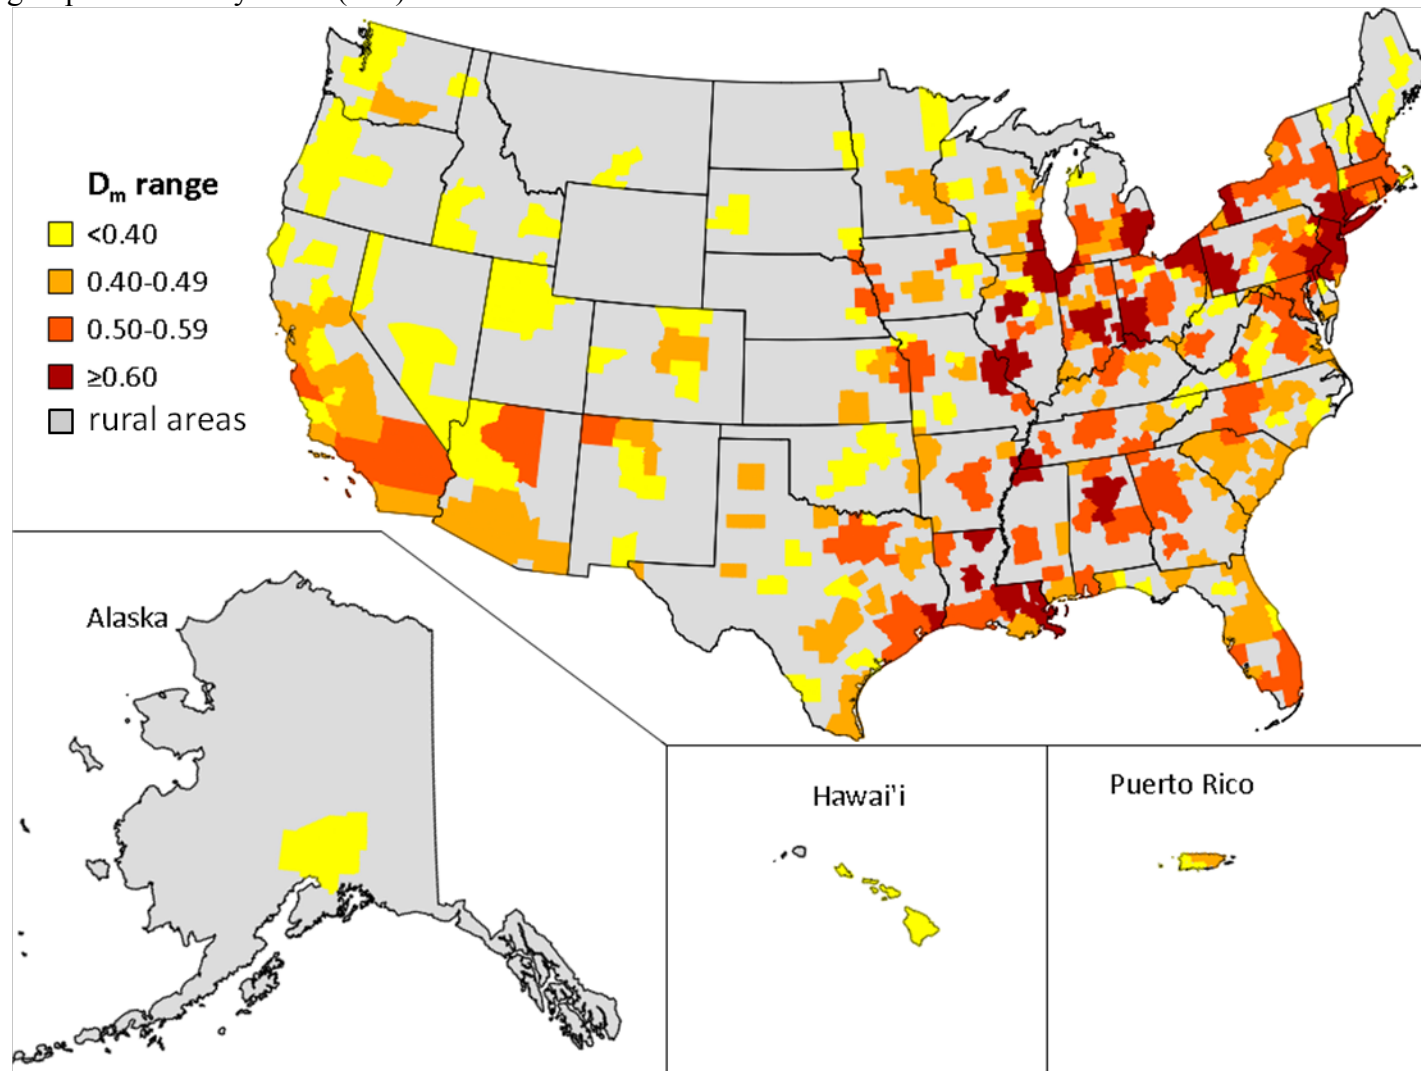 Dm range
<0.40
0.40-0.49
0.50-0.59
≥0.60
rural areas
Alaska
Hawai'i
Puerto Rico